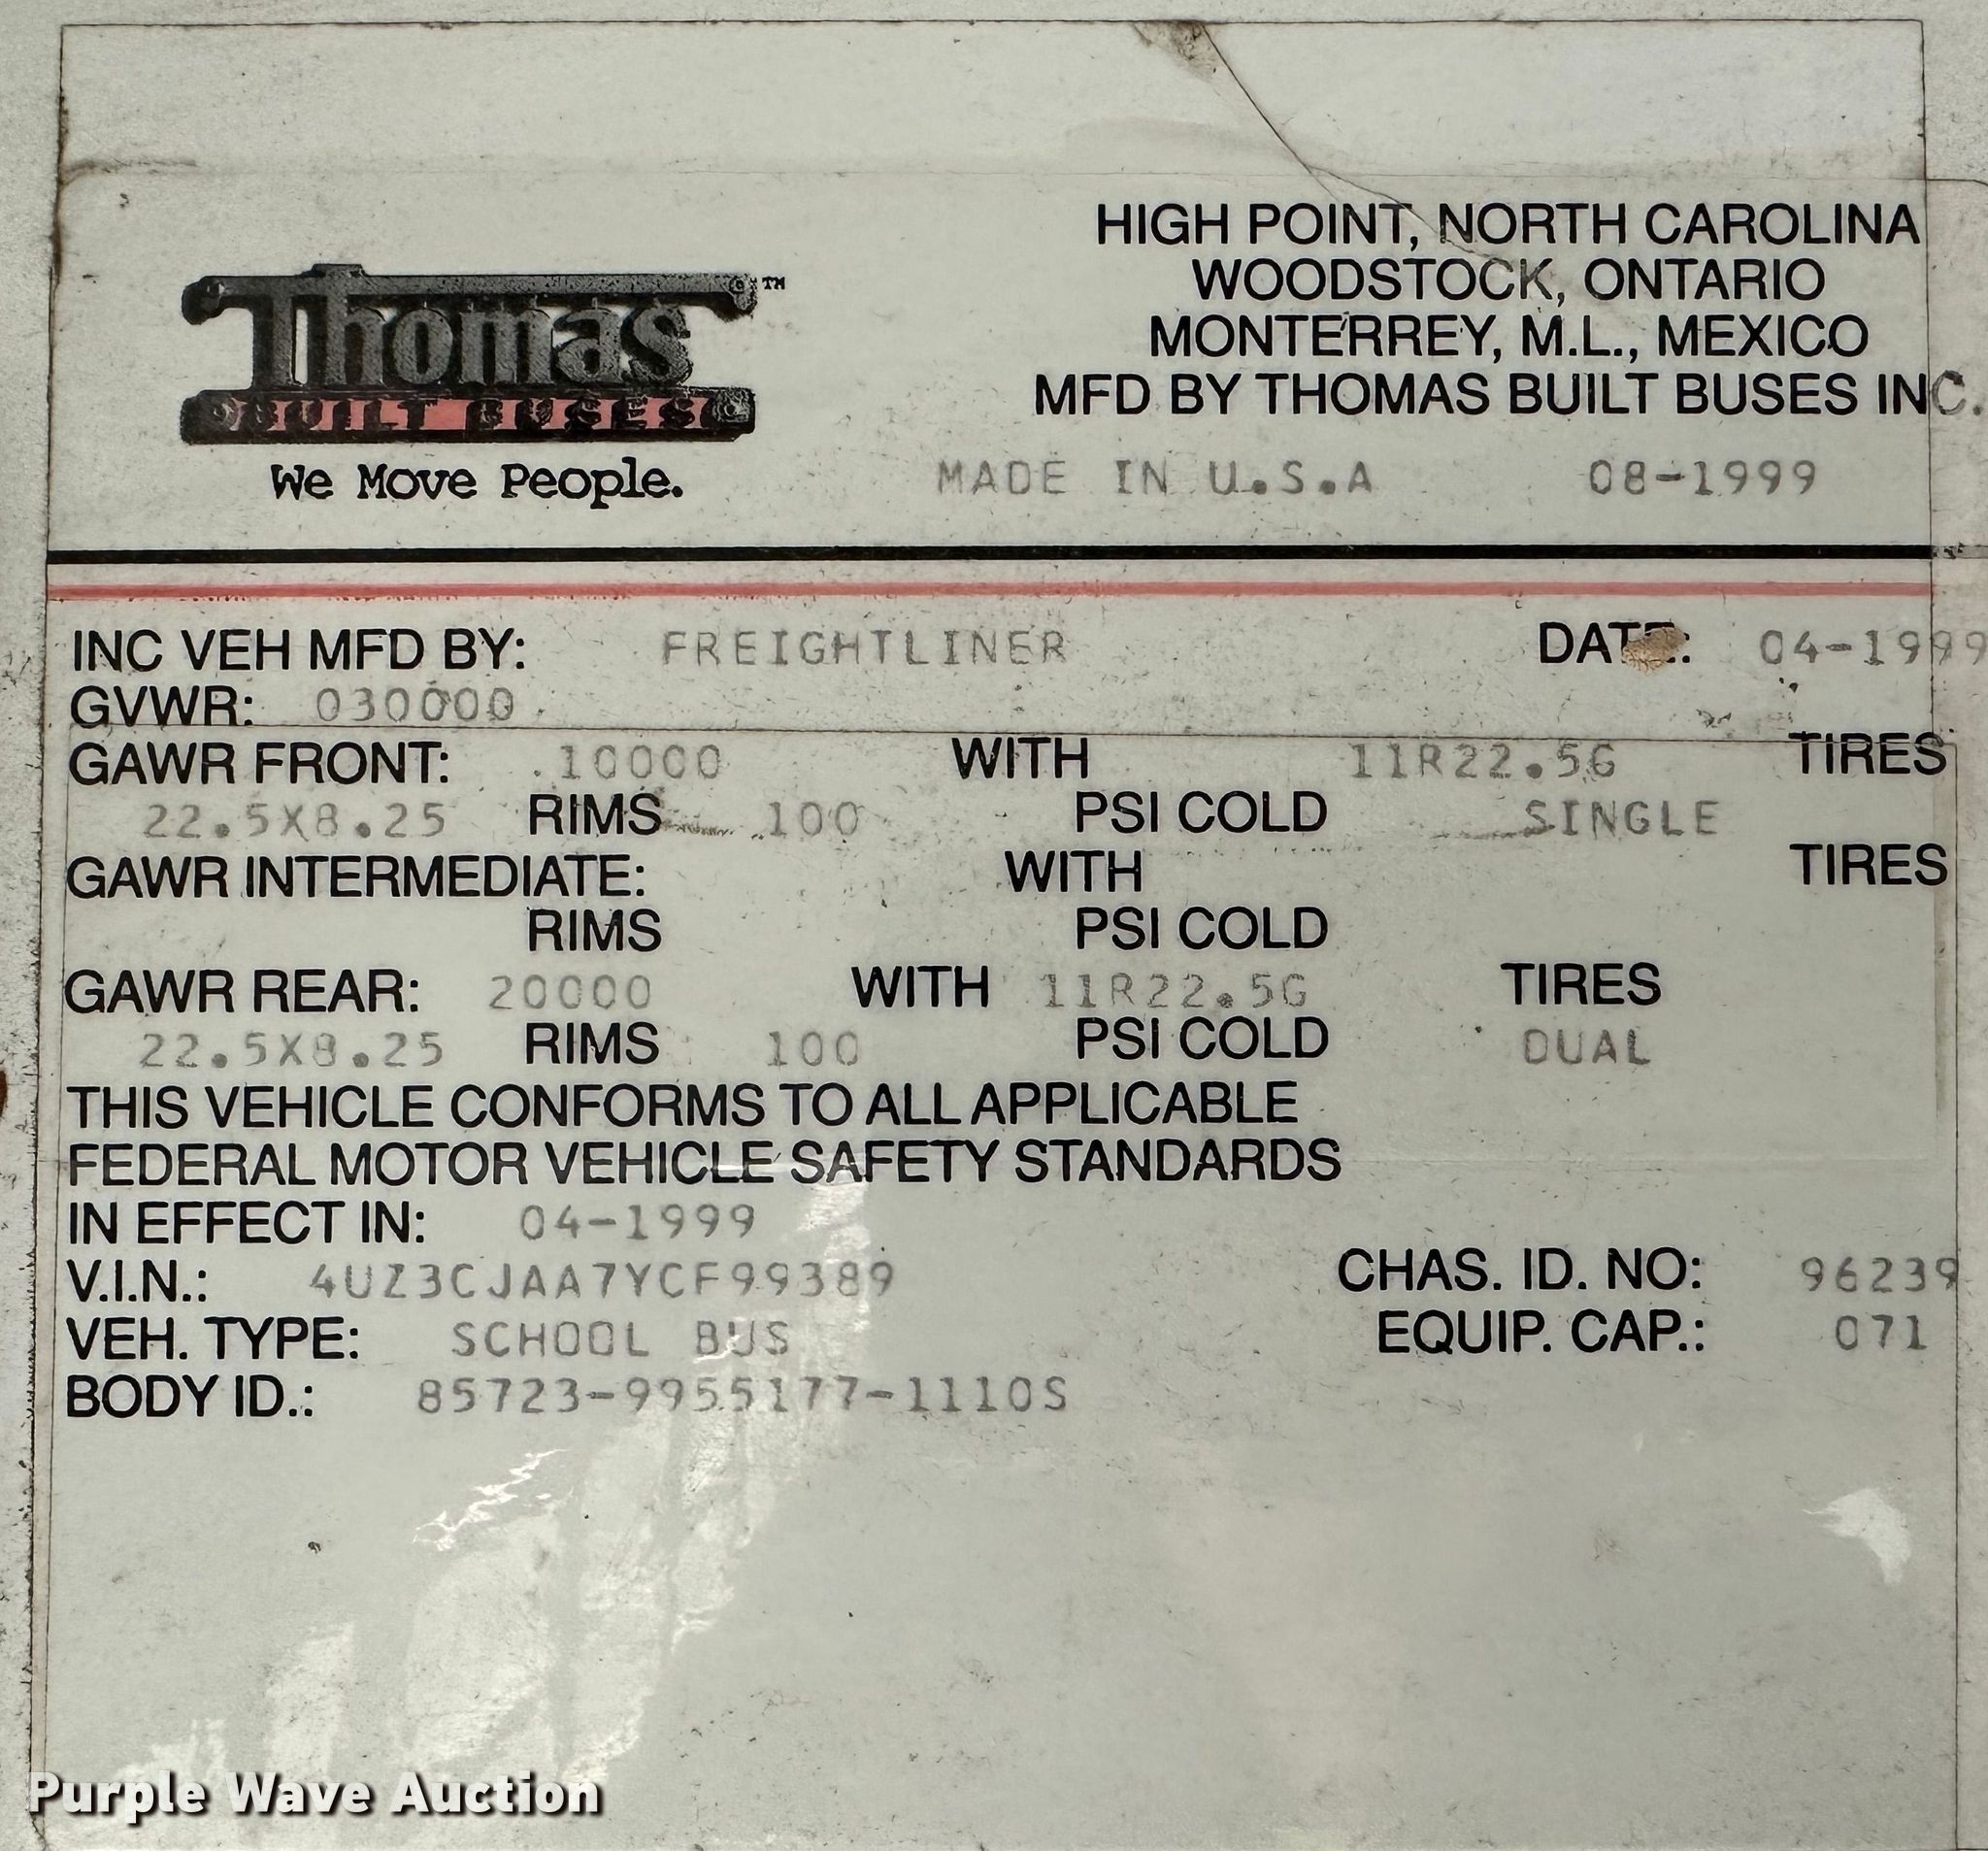 HIGH POINT, NORTH CAROLINA
WOODSTOCK, ONTARIO
MONTERREY, M.L., MEXICO
MFD BY THOMAS BUILT BUSES INC.
Thomas™
BUILT BUSES
We Move People.
MADE IN U.S.A 08-1999
INC VEH MFD BY: FREIGHTLINER DATE: 04-1999
GVWR: 030000
GAWR FRONT: 10000 WITH 11R22.5G TIRES
22.5X8.25 RIMS 100 PSI COLD SINGLE
GAWR INTERMEDIATE: WITH TIRES
RIMS PSI COLD
GAWR REAR: 20000 WITH 11R22.5G TIRES
22.5X8.25 RIMS 100 PSI COLD DUAL
THIS VEHICLE CONFORMS TO ALL APPLICABLE
FEDERAL MOTOR VEHICLE SAFETY STANDARDS
IN EFFECT IN: 04-1999
V.I.N.: 4UZ3CJAA7YCF99389 CHAS. ID. NO: 96239
VEH. TYPE: SCHOOL BUS EQUIP. CAP.: 071
BODY ID.: 85723-9955177-1110S
Purple Wave Auction